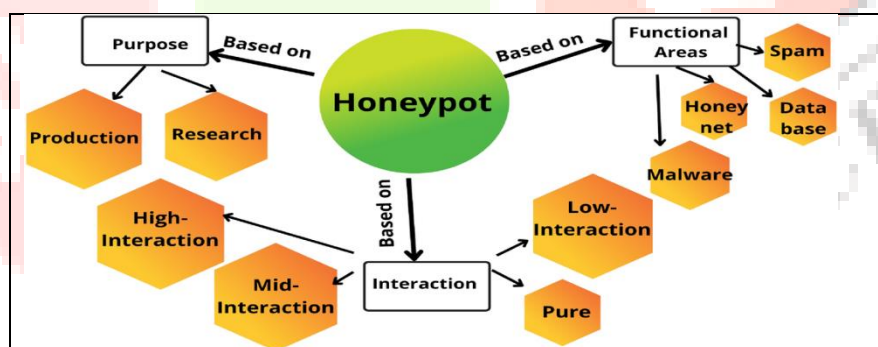 Purpose
Based on
Based on
Functional
Areas
Spam
Honeypot
Production
Research
Honey
net
Data
base
Malware
Based on
High-
Interaction
Low-
Interaction
Mid-
Interaction
Interaction
Pure